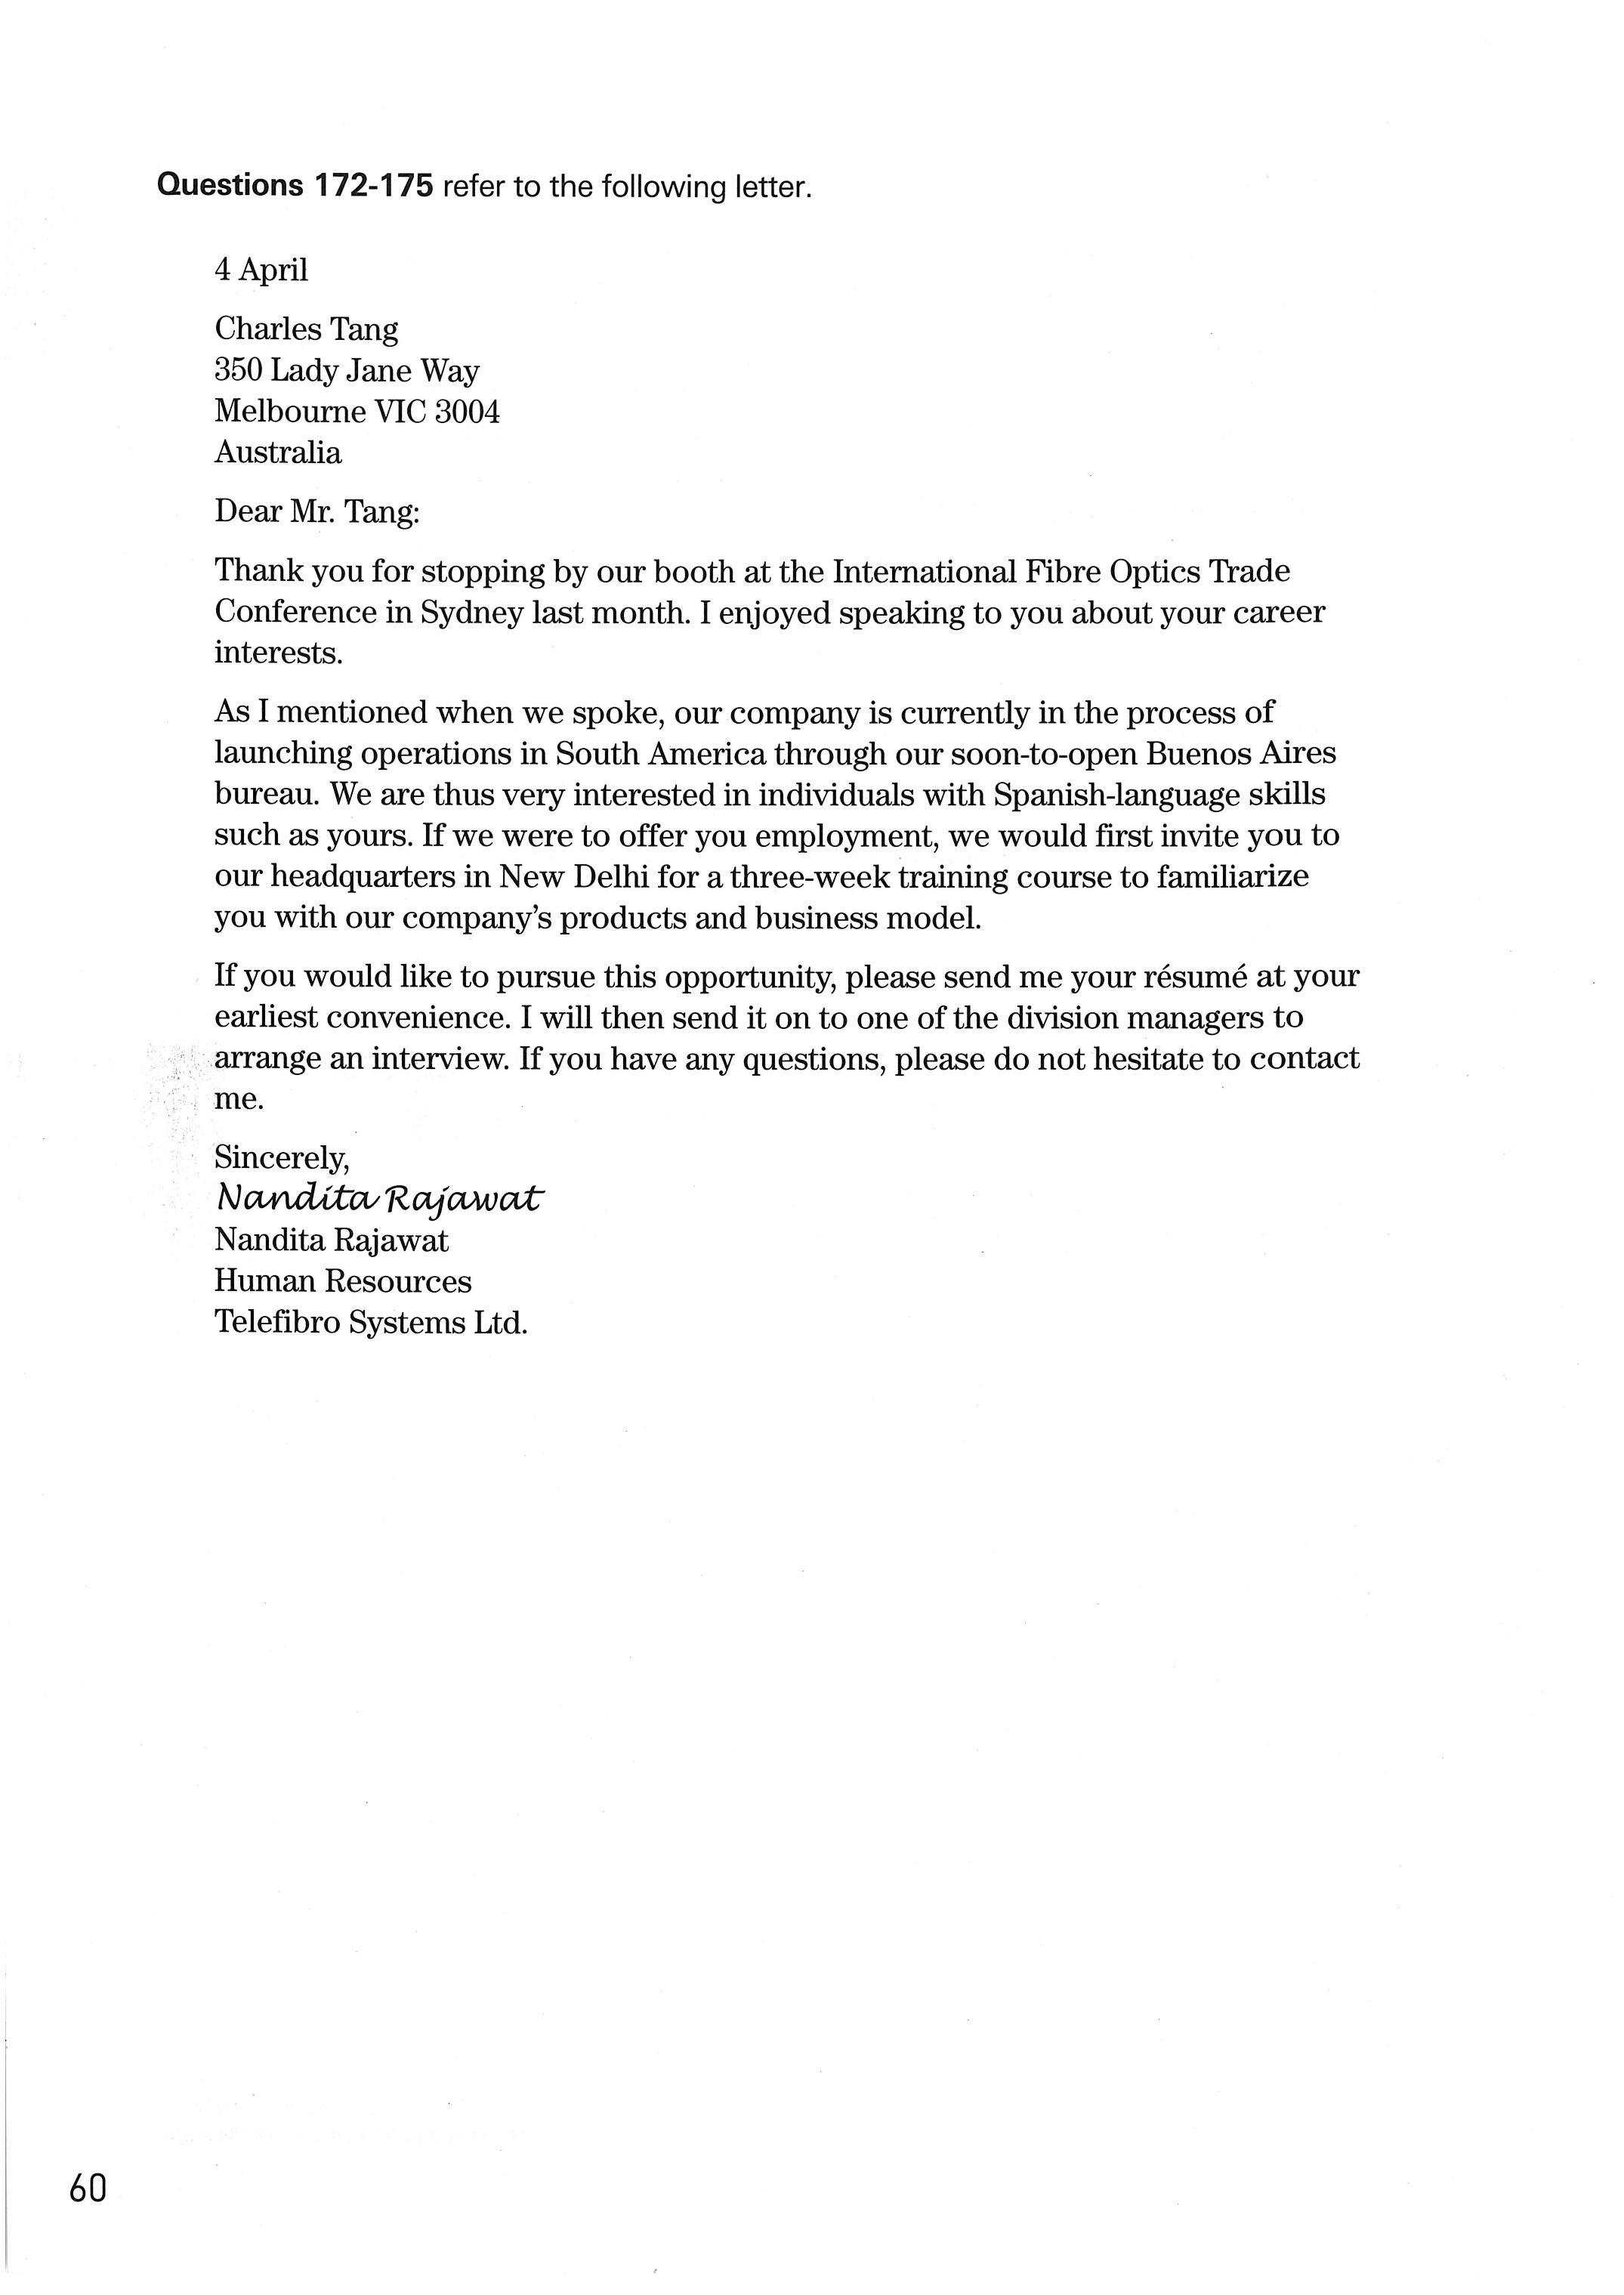 Questions 172-175 refer to the following letter.
4 April
Charles Tang
350 Lady Jane Way
Melbourne VIC 3004
Australia
Dear Mr. Tang:
Thank you for stopping by our booth at the International Fibre Optics Trade
Conference in Sydney last month. I enjoyed speaking to you about your career
interests.
As I mentioned when we spoke, our company is currently in the process of
launching operations in South America through our soon-to-open Buenos Aires
bureau. We are thus very interested in individuals with Spanish-language skills
such as yours. If we were to offer you employment, we would first invite you to
our headquarters in New Delhi for a three-week training course to familiarize
you with our company's products and business model.
If you would like to pursue this opportunity, please send me your résumé at your
earliest convenience. I will then send it on to one of the division managers to
arrange an interview. If you have any questions, please do not hesitate to contact
me.
Sincerely,
Nandita Rajawat
Nandita Rajawat
Human Resources
Telefibro Systems Ltd.
60